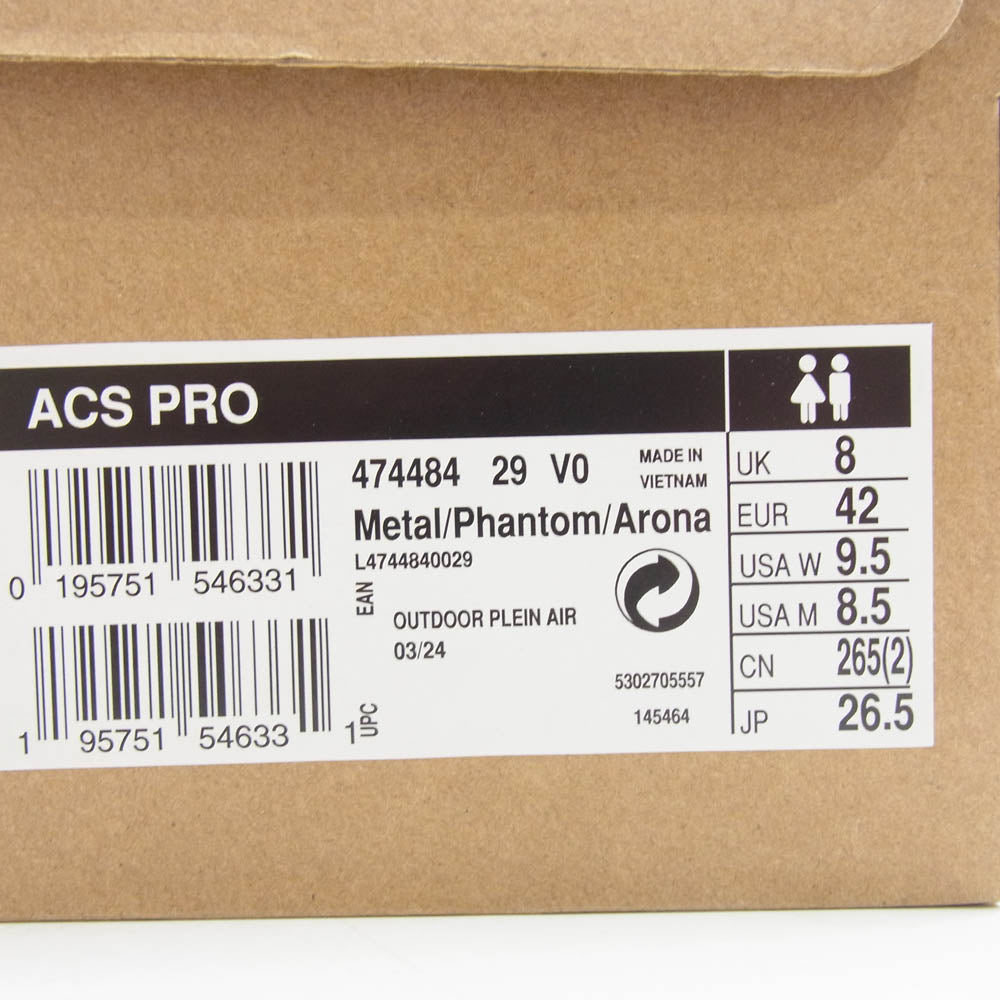 ACS PRO
0 195751 546331
EAN
1 95751 54633 1
UPC
474484 29 V0
MADE IN
VIETNAM
Metal/Phantom/Arona
L4744840029
OUTDOOR PLEIN AIR
03/24
5302705557
145464
UK 8
EUR 42
USA W 9.5
USA M 8.5
CN 265(2)
JP 26.5